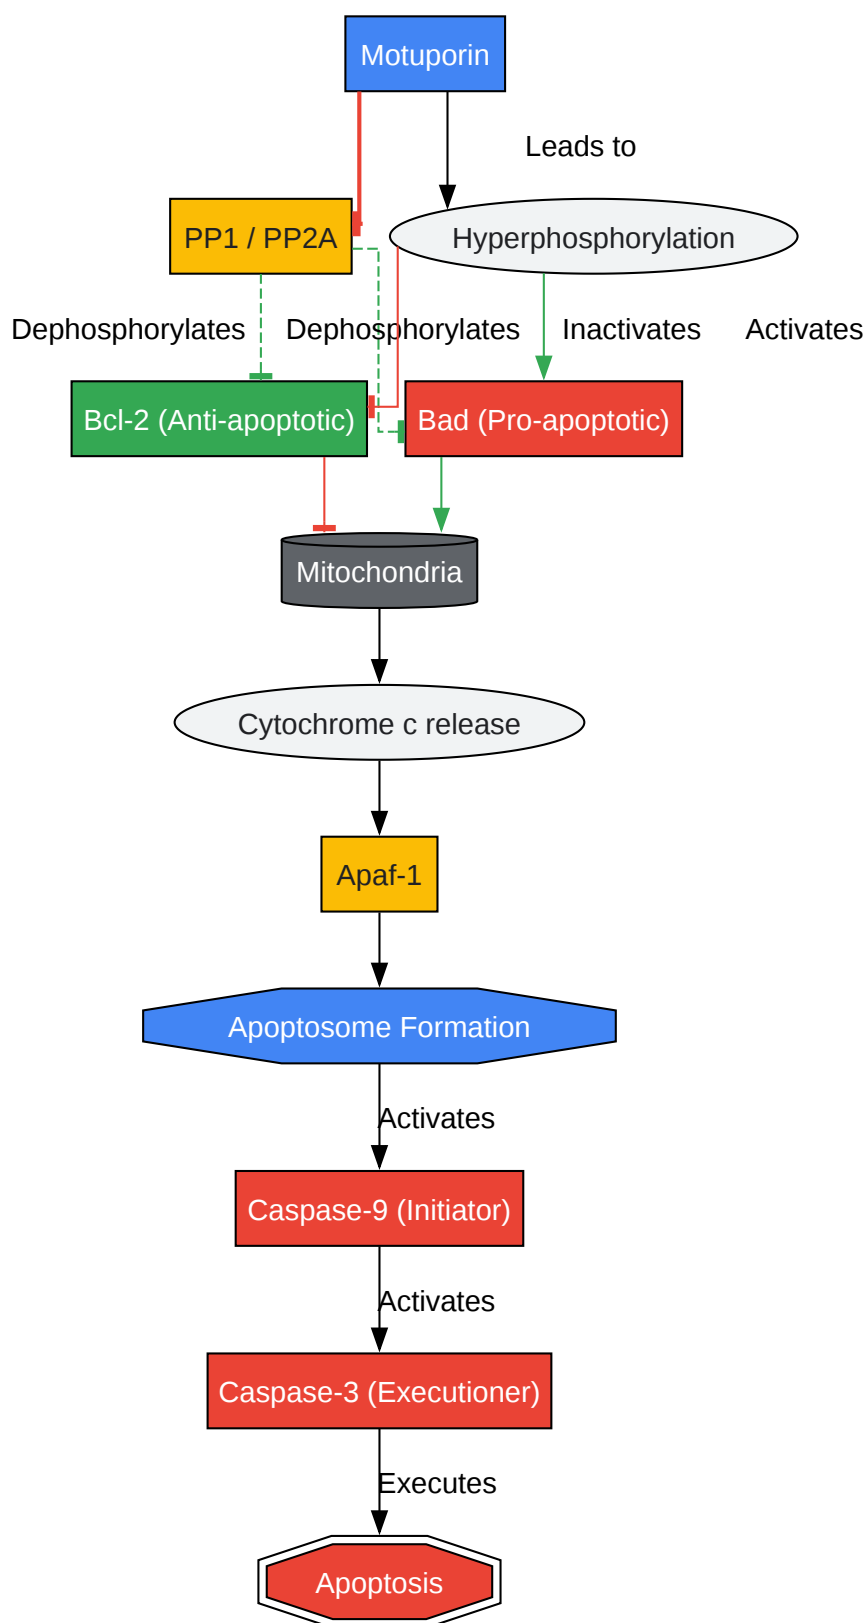 Motuporin
Leads to
PP1 / PP2A
Hyperphosphorylation
Dephosphorylates
Dephosphorylates
Inactivates
Activates
Bcl-2 (Anti-apoptotic)
Bad (Pro-apoptotic)
Mitochondria
Cytochrome c release
Apaf-1
Apoptosome Formation
Activates
Caspase-9 (Initiator)
Activates
Caspase-3 (Executioner)
Executes
Apoptosis